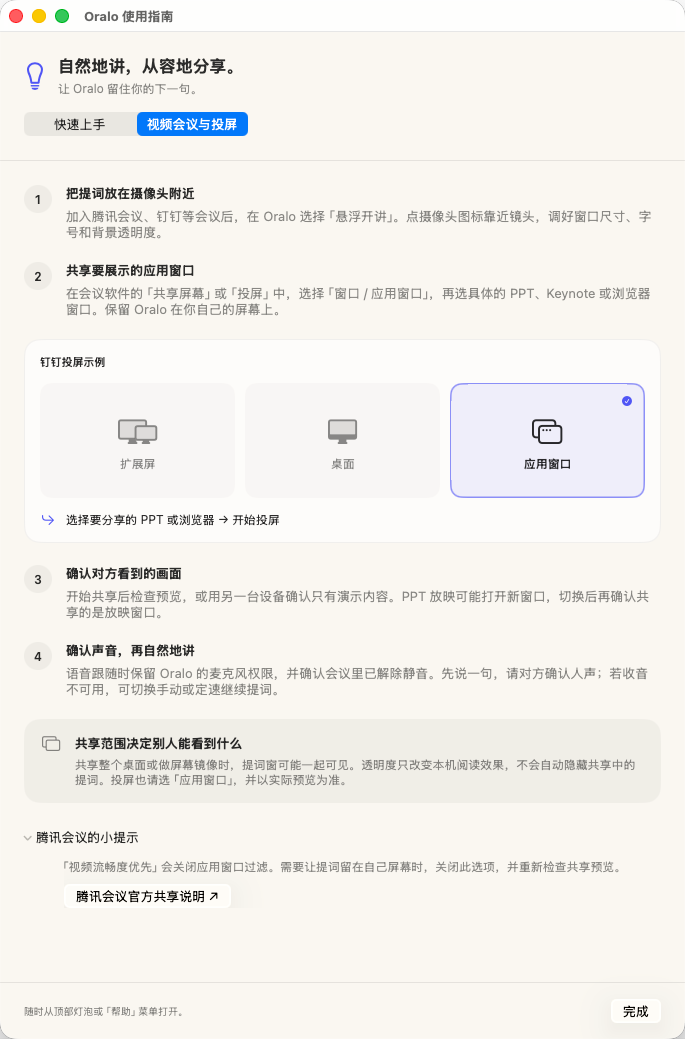 Oralo 使用指南
自然地讲，从容地分享。
让 Oralo 留住你的下一句。
快速上手
视频会议与投屏
1
把提词放在摄像头附近
加入腾讯会议、钉钉等会议后，在 Oralo 选择「悬浮开讲」。点摄像头图标靠近镜头，调好窗口尺寸、字
号和背景透明度。
2
共享要展示的应用窗口
在会议软件的「共享屏幕」或「投屏」中，选择「窗口 / 应用窗口」，再选具体的 PPT、Keynote 或浏览器
窗口。保留 Oralo 在你自己的屏幕上。
钉钉投屏示例
扩展屏
桌面
应用窗口
选择要分享的 PPT 或浏览器 → 开始投屏
3
确认对方看到的画面
开始共享后检查预览，或用另一台设备确认只有演示内容。PPT 放映可能打开新窗口，切换后再确认共
享的是放映窗口。
4
确认声音，再自然地讲
语音跟随时保留 Oralo 的麦克风权限，并确认会议里已解除静音。先说一句，请对方确认人声；若收音
不可用，可切换手动或定速继续提词。
共享范围决定别人能看到什么
共享整个桌面或做屏幕镜像时，提词窗可能一起可见。透明度只改变本机阅读效果，不会自动隐藏共享中的
提词。投屏也请选「应用窗口」，并以实际预览为准。
腾讯会议的小提示
「视频流畅度优先」会关闭应用窗口过滤。需要让提词留在自己屏幕时，关闭此选项，并重新检查共享预览。
腾讯会议官方共享说明 ↗
随时从顶部灯泡或「帮助」菜单打开。
完成